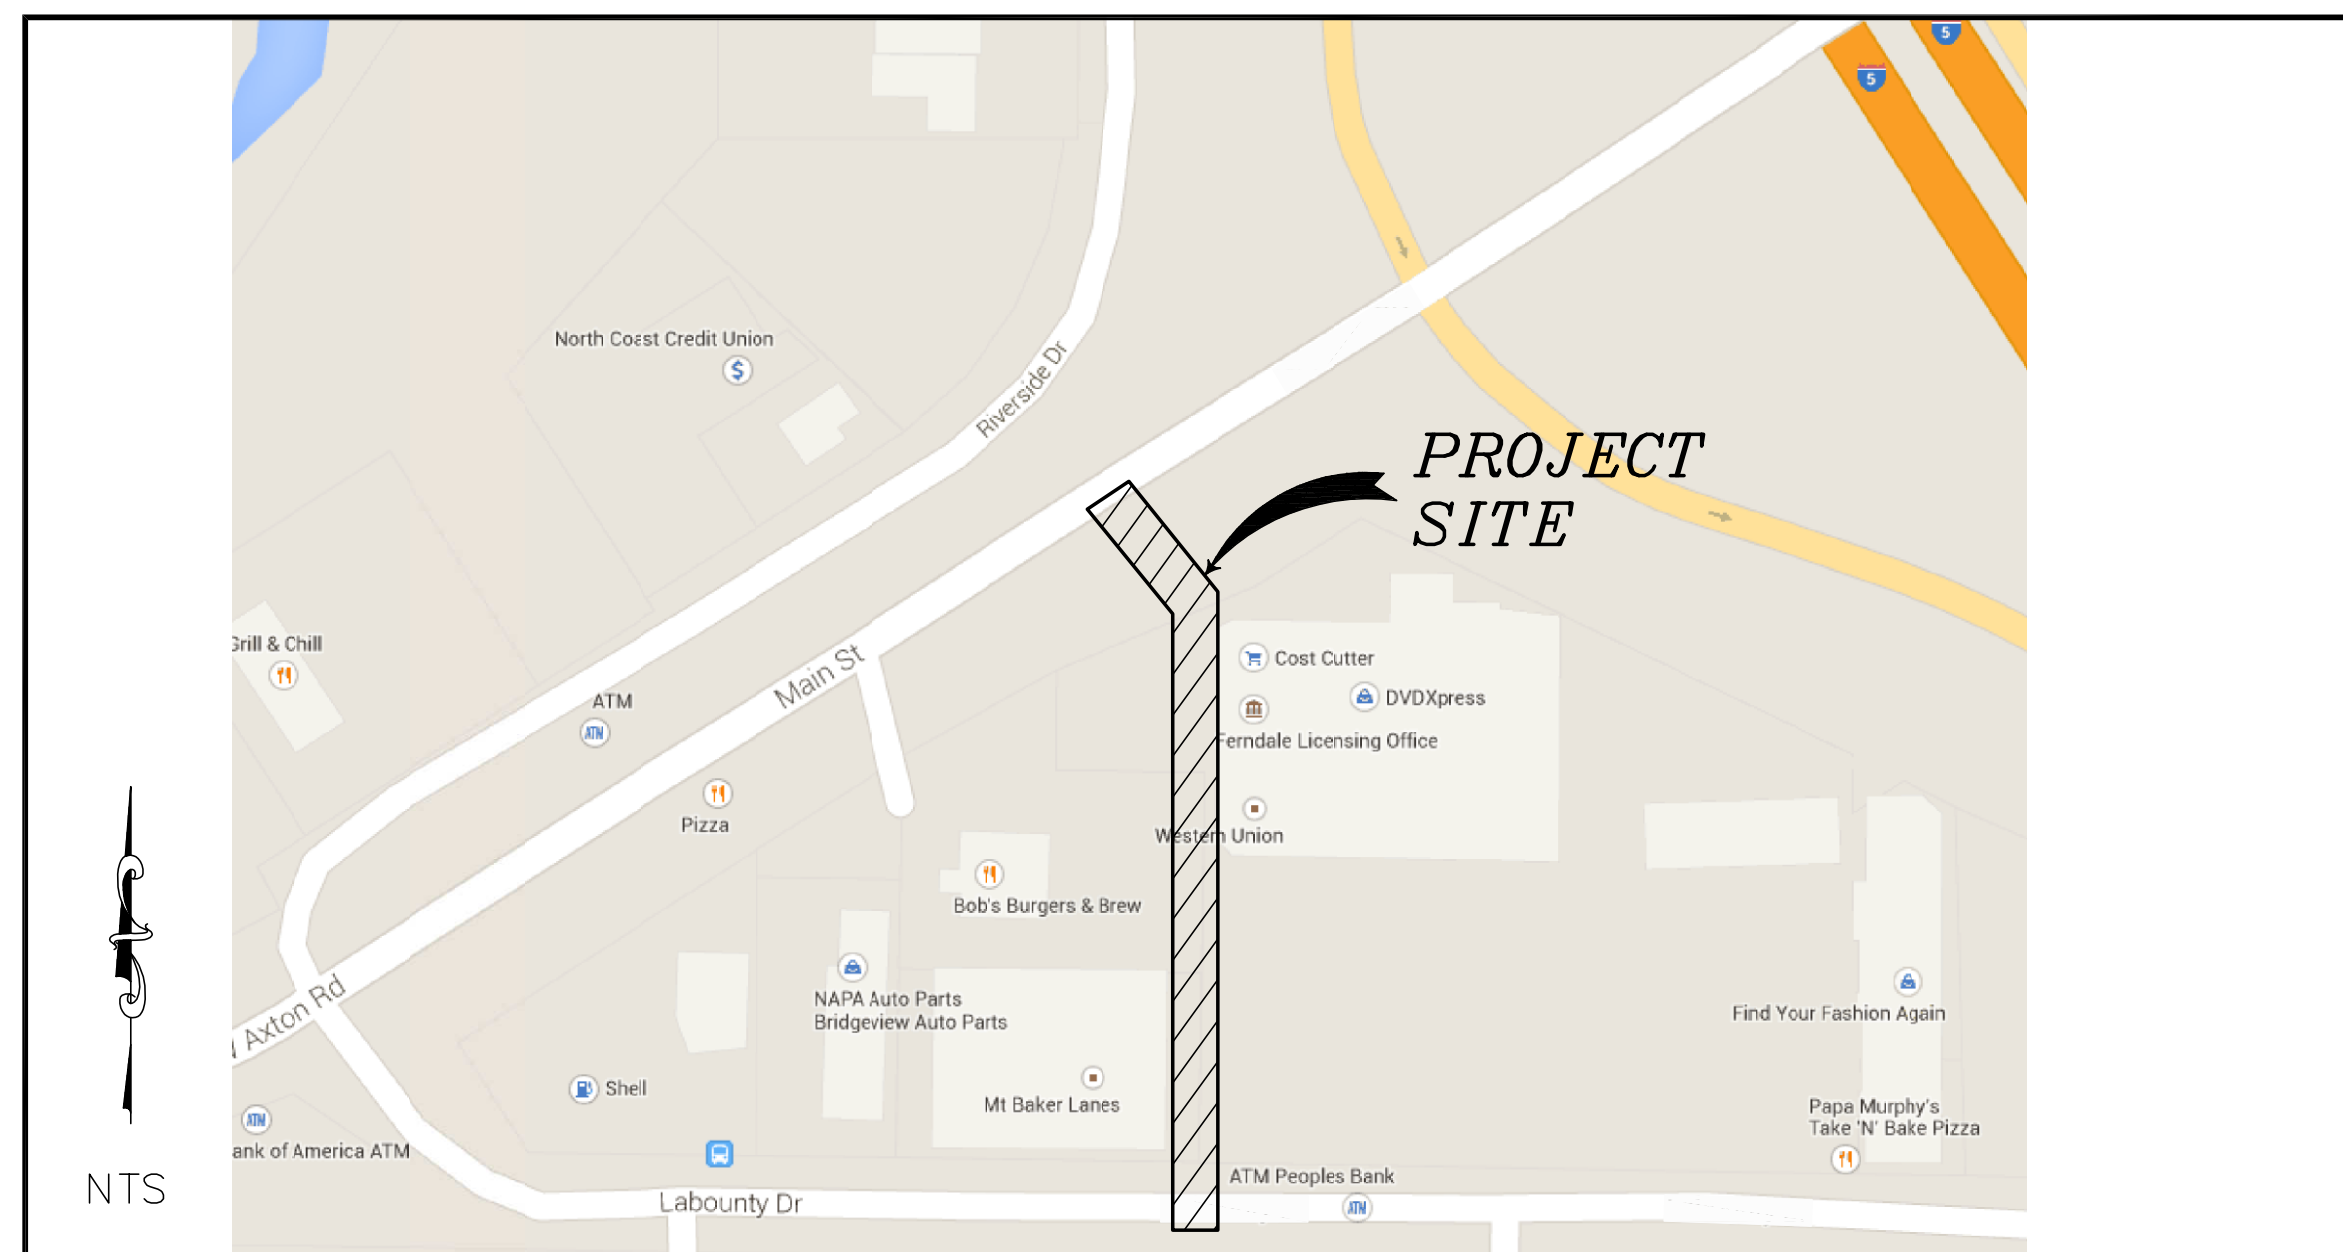 5
5
North Coast Credit Union
$
Riverside Dr
PROJECT
SITE
Grill & Chill
Main St
ATM
ATM
Cost Cutter
DVDXpress
Ferndale Licensing Office
Pizza
Western Union
Bob's Burgers & Brew
NAPA Auto Parts
Bridgeview Auto Parts
Axton Rd
Find Your Fashion Again
Shell
Mt Baker Lanes
Papa Murphy's
Take 'N' Bake Pizza
ATM
ank of America ATM
NTS
ATM Peoples Bank
ATM
Labounty Dr